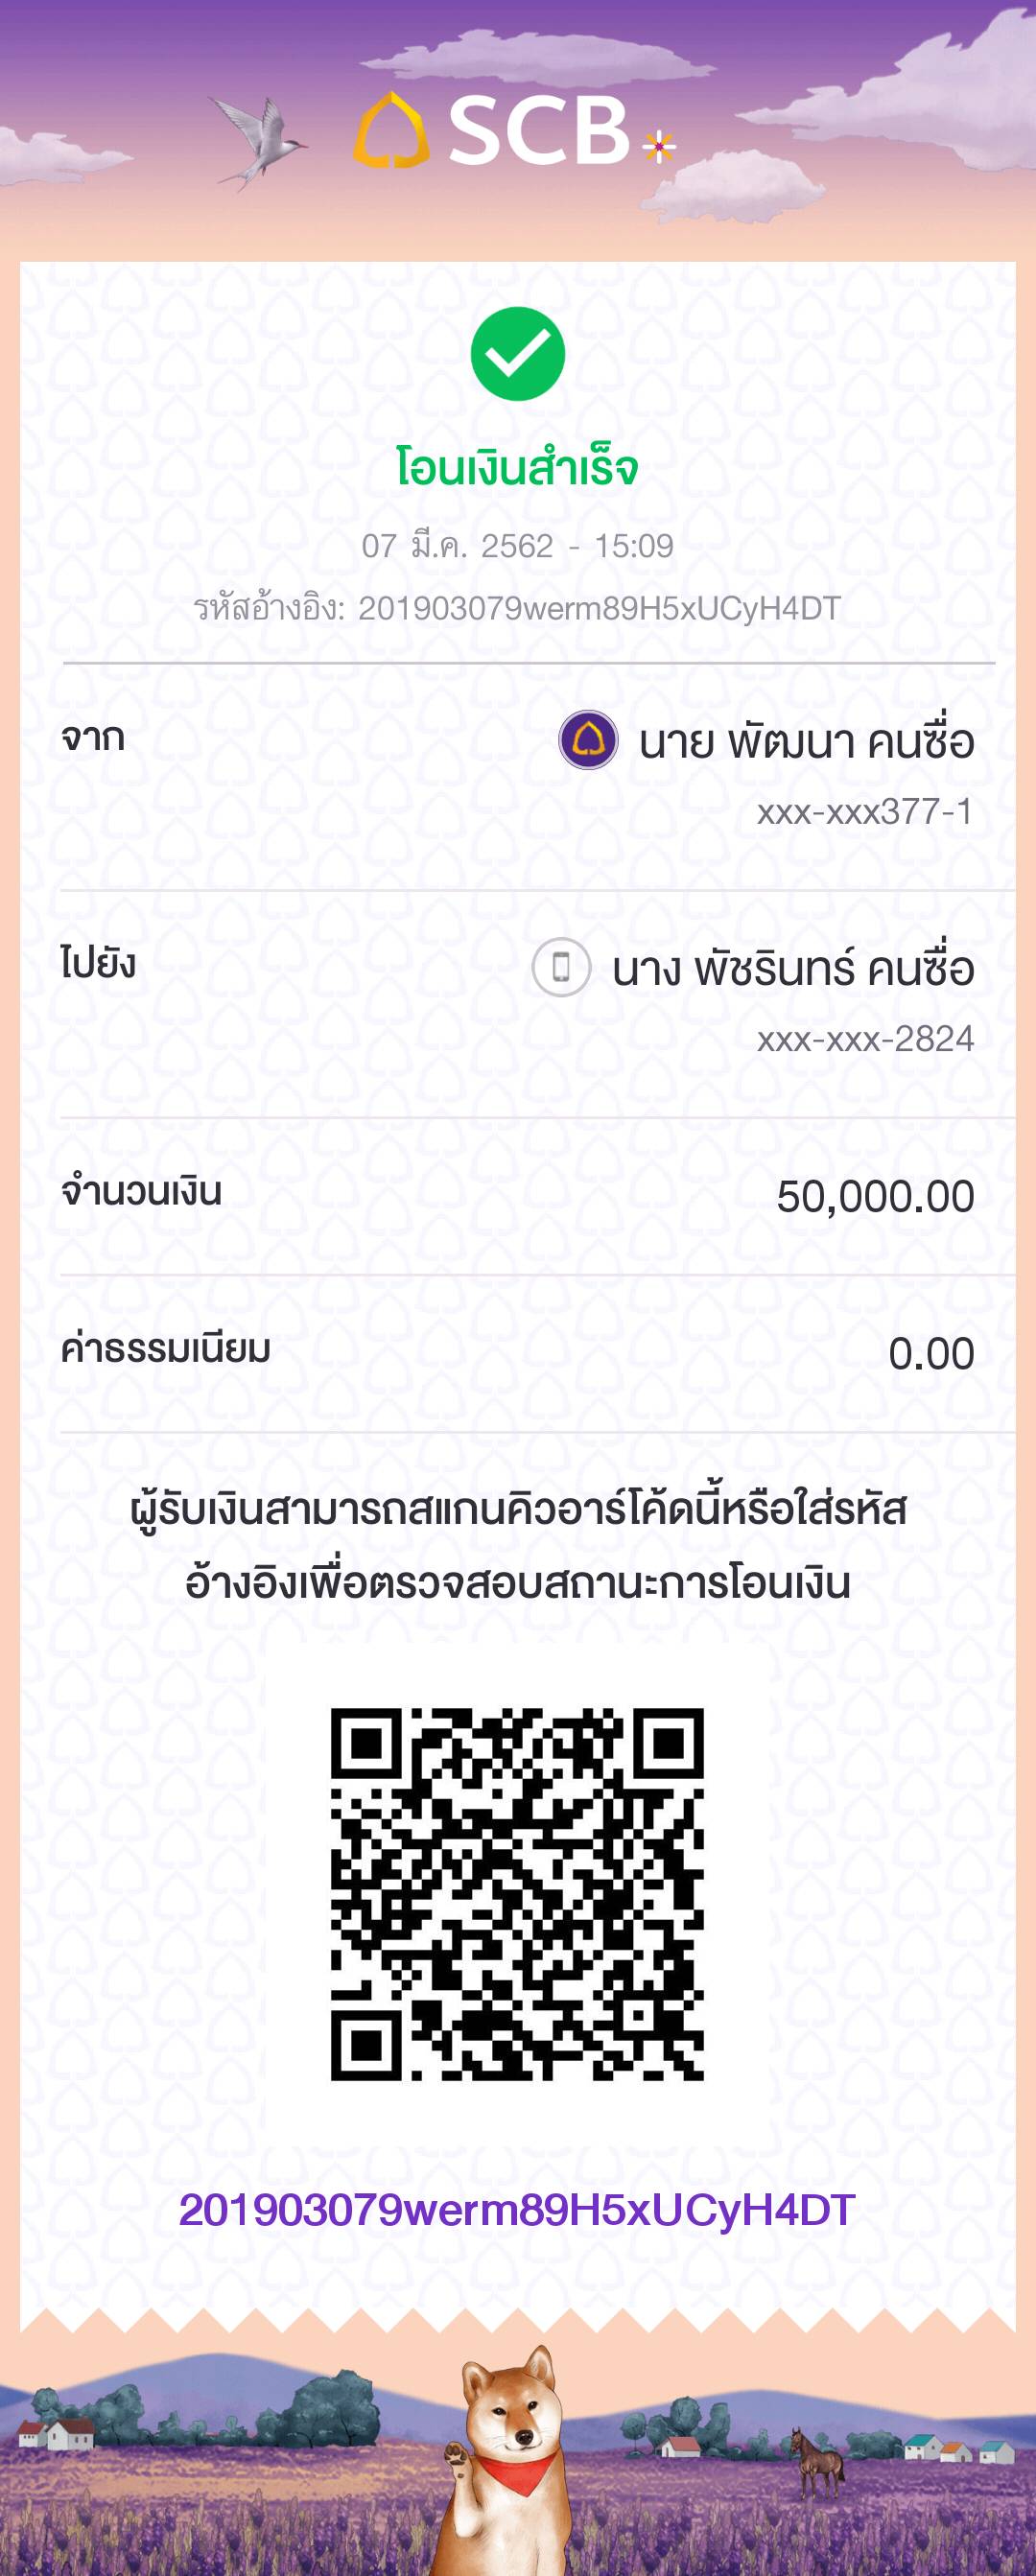 SCB
โอนเงินสำเร็จ
07 มี.ค. 2562 - 15:09
รหัสอ้างอิง: 201903079werm89H5xUCyH4DT
จาก
นาย พัฒนา คนซื่อ
xxx-xxx377-1
ไปยัง
นาง พัชรินทร์ คนซื่อ
xxx-xxx-2824
จำนวนเงิน
50,000.00
ค่าธรรมเนียม
0.00
ผู้รับเงินสามารถสแกนคิวอาร์โค้ดนี้หรือใส่รหัส
อ้างอิงเพื่อตรวจสอบสถานะการโอนเงิน
201903079werm89H5xUCyH4DT